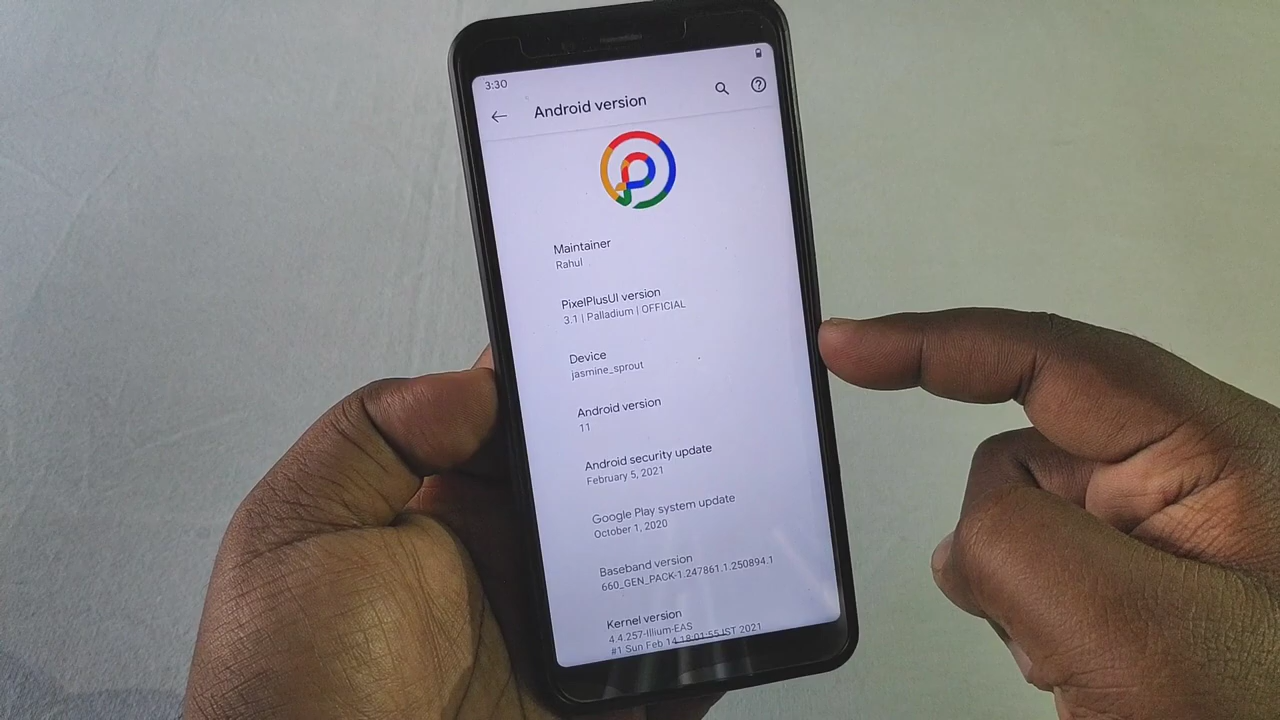 3:30
Android version
Maintainer
Rahul
PixelPlusUI version
3.1 | Palladium | OFFICIAL
Device
jasmine_sprout
Android version
11
Android security update
February 5, 2021
Google Play system update
October 1, 2020
Baseband version
660_GEN_PACK-1.247861.1.250894.1
Kernel version
4.4.257-Illium-EAS
#1 Sun Feb 14 18:01:55 IST 2021